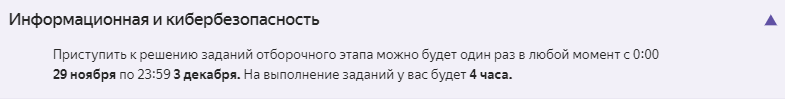 Информационная и кибербезопасность
Приступить к решению заданий отборочного этапа можно будет один раз в любой момент с 0:00
29 ноября по 23:59 3 декабря. На выполнение заданий у вас будет 4 часа.